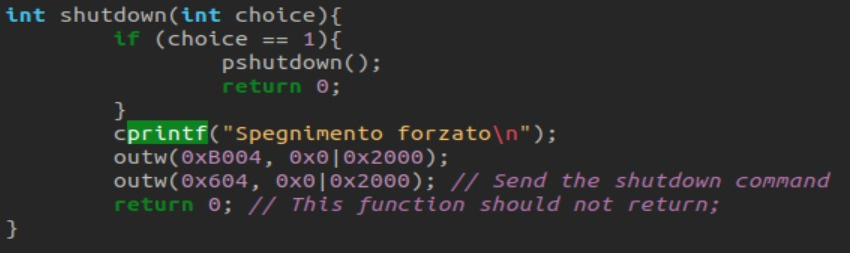 int shutdown(int choice){
if (choice == 1){
pshutdown();
return 0;
}
cprintf("Spegnimento forzato\n");
outw(0xB004, 0x0|0x2000);
outw(0x604, 0x0|0x2000); // Send the shutdown command
return 0; // This function should not return;
}